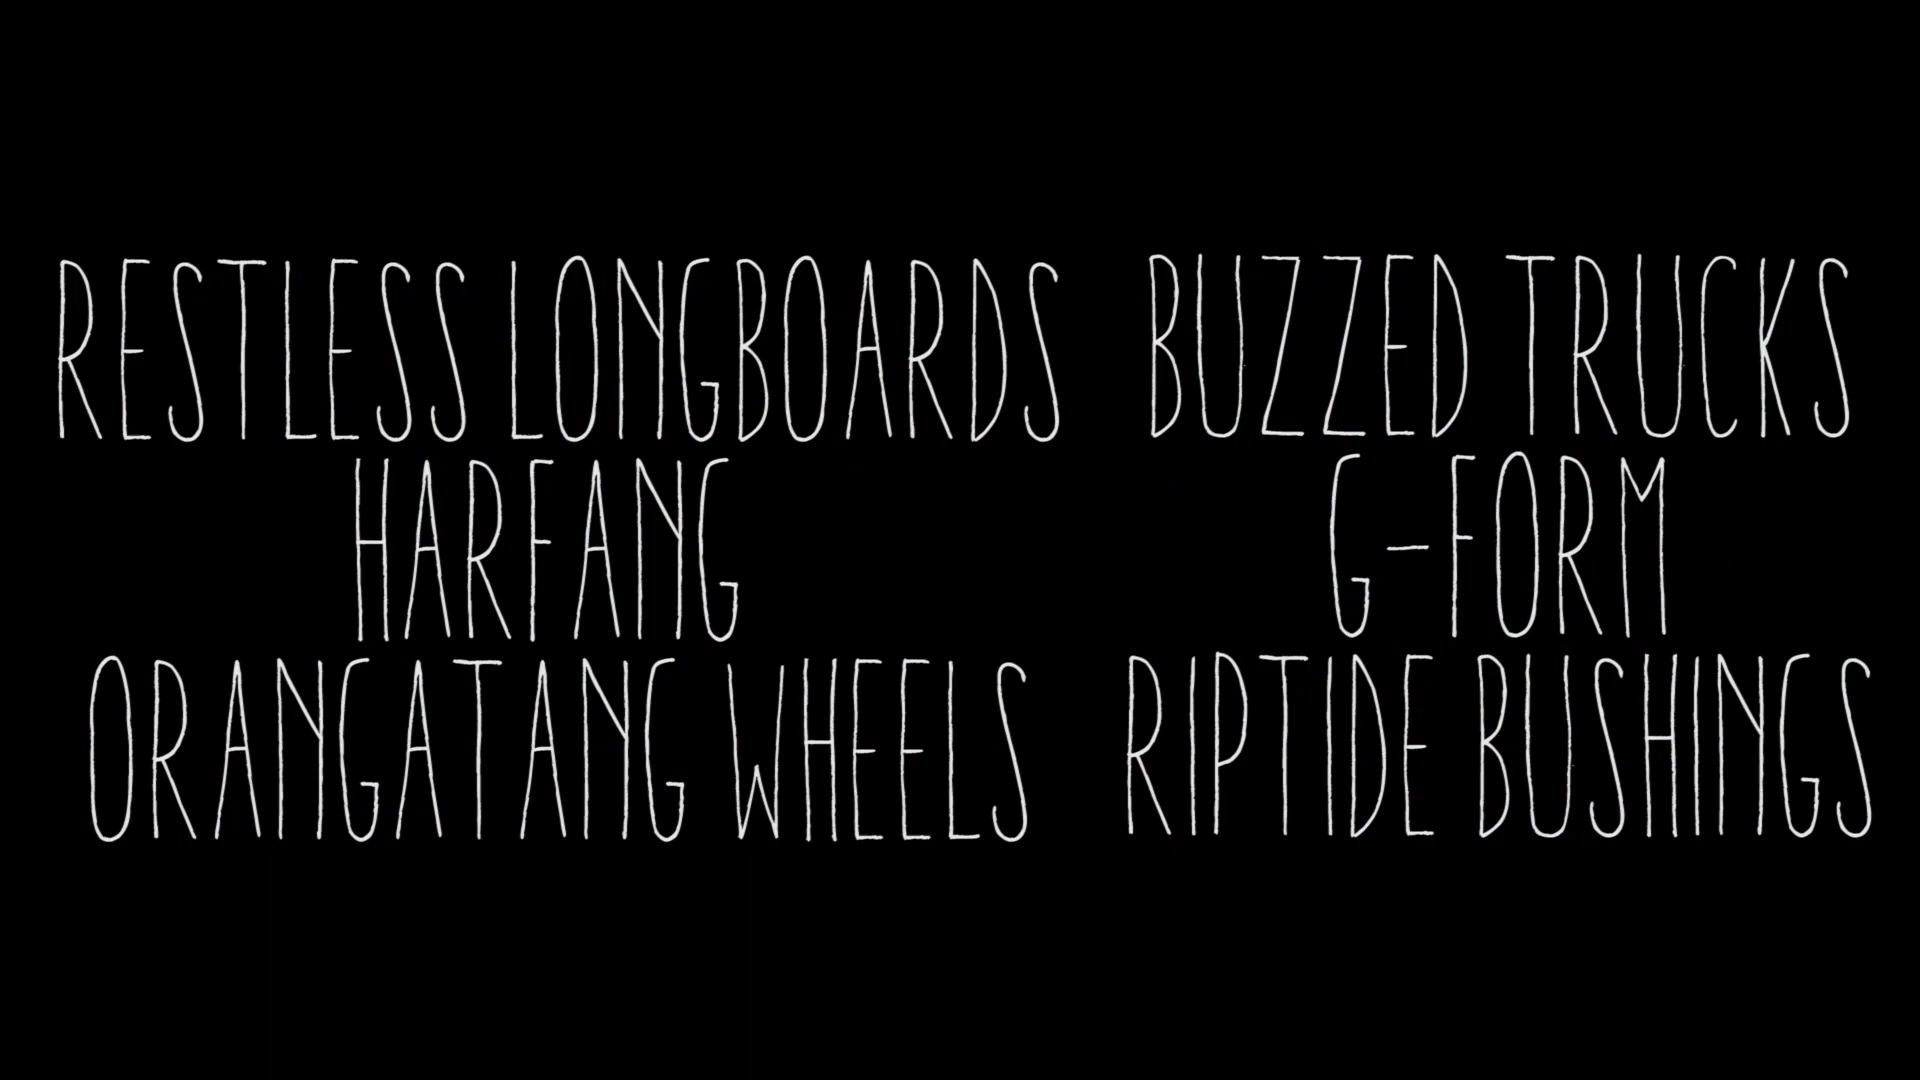 RESTLESS LONGBOARDS
HARFANG
ORANGATANG WHEELS
BUZZED TRUCKS
G-FORM
RIPTIDE BUSHINGS